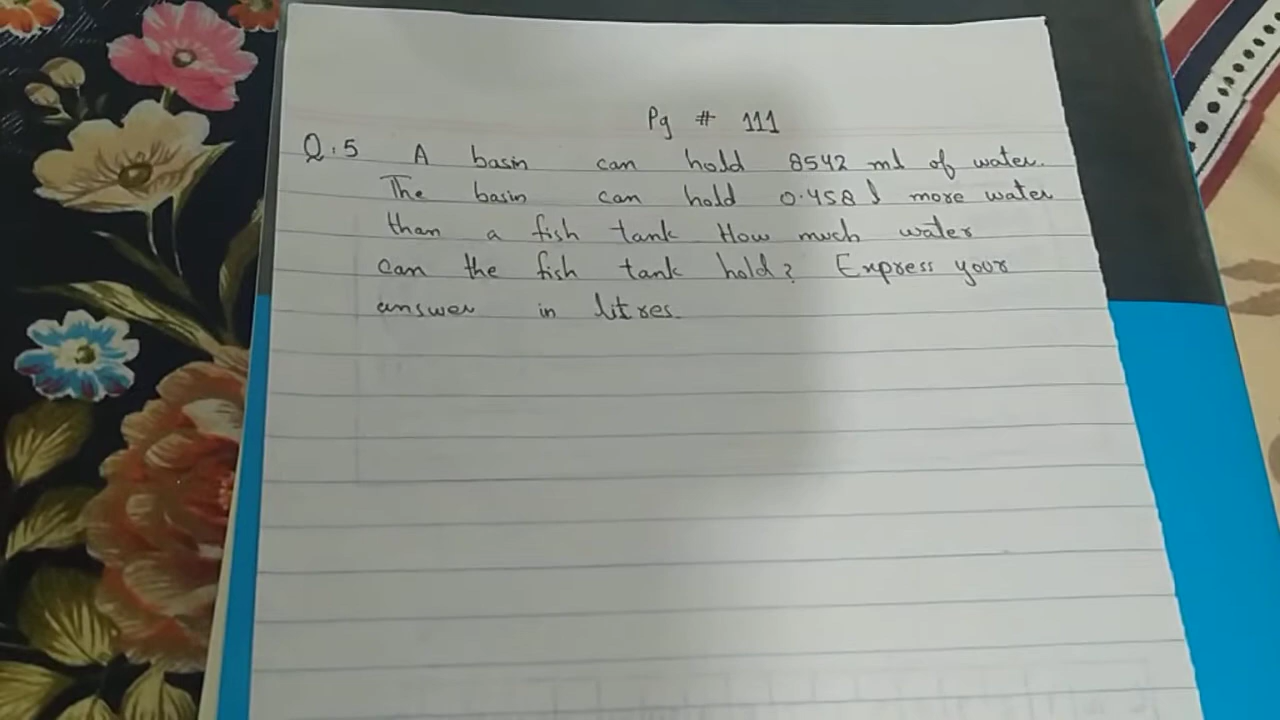 Pg # 111
Q.5 A basin can hold 8542 ml of water.
The basin can hold 0.458 l more water
than a fish tank How much water
can the fish tank hold? Express your
answer in litres.